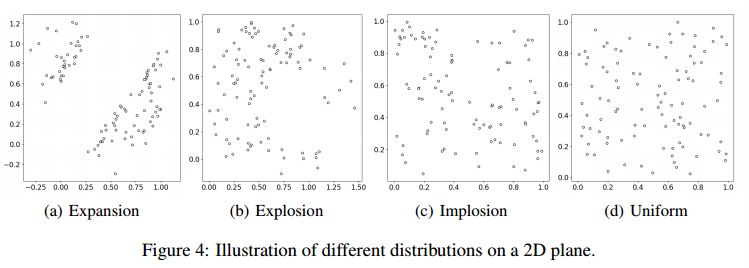 1.2
1.0
0.8
0.6
0.4
0.2
0.0
−0.2
−0.25 0.00 0.25 0.50 0.75 1.00
(a) Expansion
1.0
0.8
0.6
0.4
0.2
0.0
0.00 0.25 0.50 0.75 1.00 1.25 1.50
(b) Explosion
1.0
0.8
0.6
0.4
0.2
0.0 0.2 0.4 0.6 0.8 1.0
(c) Implosion
1.0
0.8
0.6
0.4
0.2
0.0
0.0 0.2 0.4 0.6 0.8 1.0
(d) Uniform
Figure 4: Illustration of different distributions on a 2D plane.